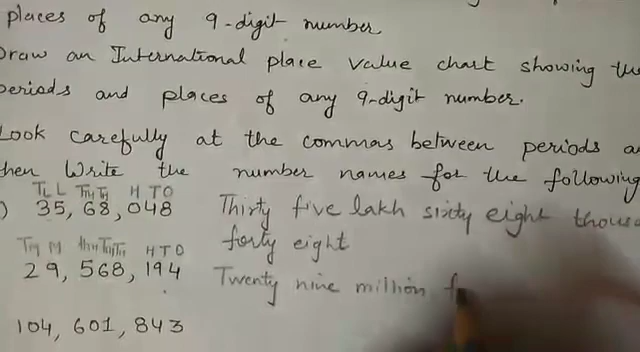 places of any 9-digit number
Draw an International place value chart showing the
periods and places of any 9-digit number.
Look carefully at the commas between periods
then Write the number names for the following
TL L TTH TH H T O
35, 68, 048 Thirty five lakh sixty eight
forty eight
TM M HTH TTH TH H T O
29, 568, 194 Twenty nine million
104, 601, 843